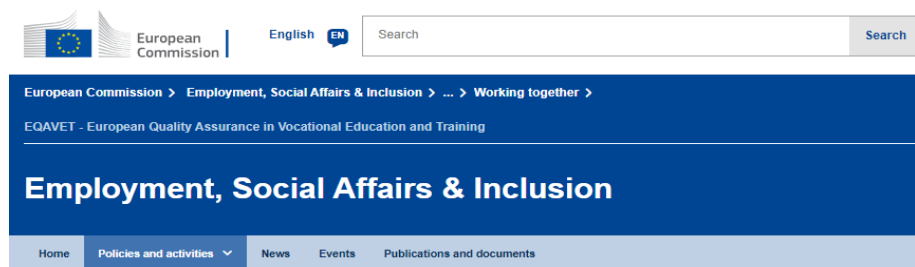 European
Commission
English EN Search Search
European Commission > Employment, Social Affairs & Inclusion > ... > Working together >
EQAVET - European Quality Assurance in Vocational Education and Training
Employment, Social Affairs & Inclusion
Home Policies and activities News Events Publications and documents